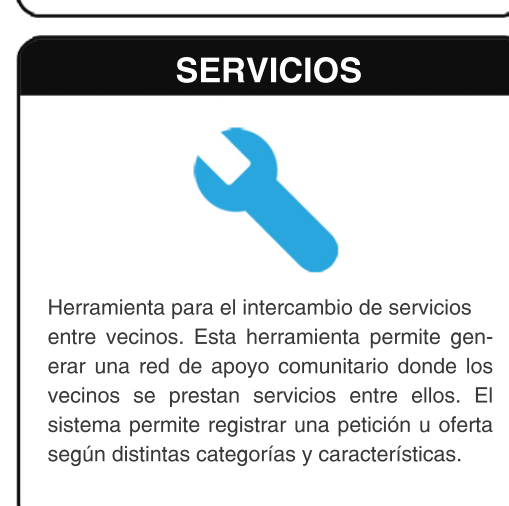 SERVICIOS
Herramienta para el intercambio de servicios
entre vecinos. Esta herramienta permite gen-
erar una red de apoyo comunitario donde los
vecinos se prestan servicios entre ellos. El
sistema permite registrar una petición u oferta
según distintas categorías y características.